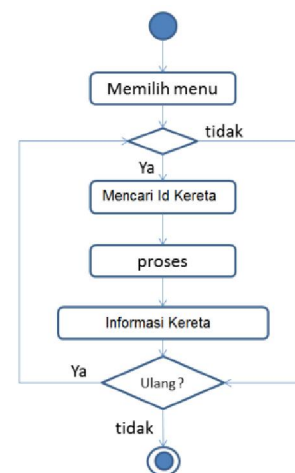 Memilih menu
tidak
Ya
Mencari Id Kereta
proses
Informasi Kereta
Ya
Ulang ?
tidak